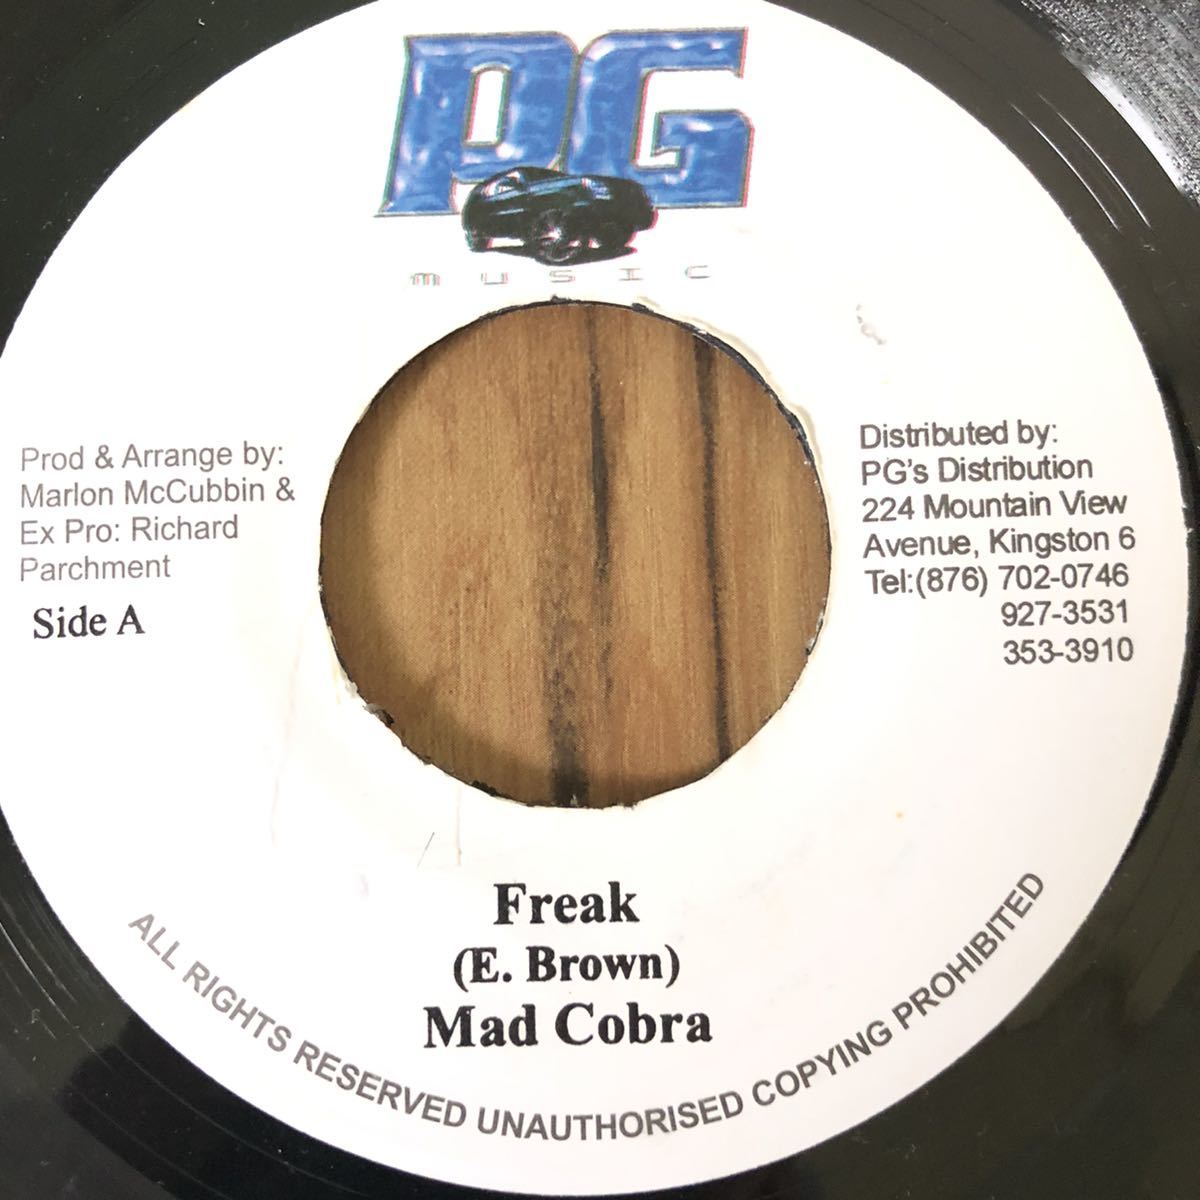 PG
MUSIC
Prod & Arrange by:
Marlon McCubbin &
Ex Pro: Richard
Parchment
Side A
Distributed by:
PG's Distribution
224 Mountain View
Avenue, Kingston 6
Tel:(876) 702-0746
927-3531
353-3910
Freak
(E. Brown)
Mad Cobra
ALL RIGHTS RESERVED UNAUTHORISED COPYING PROHIBITED